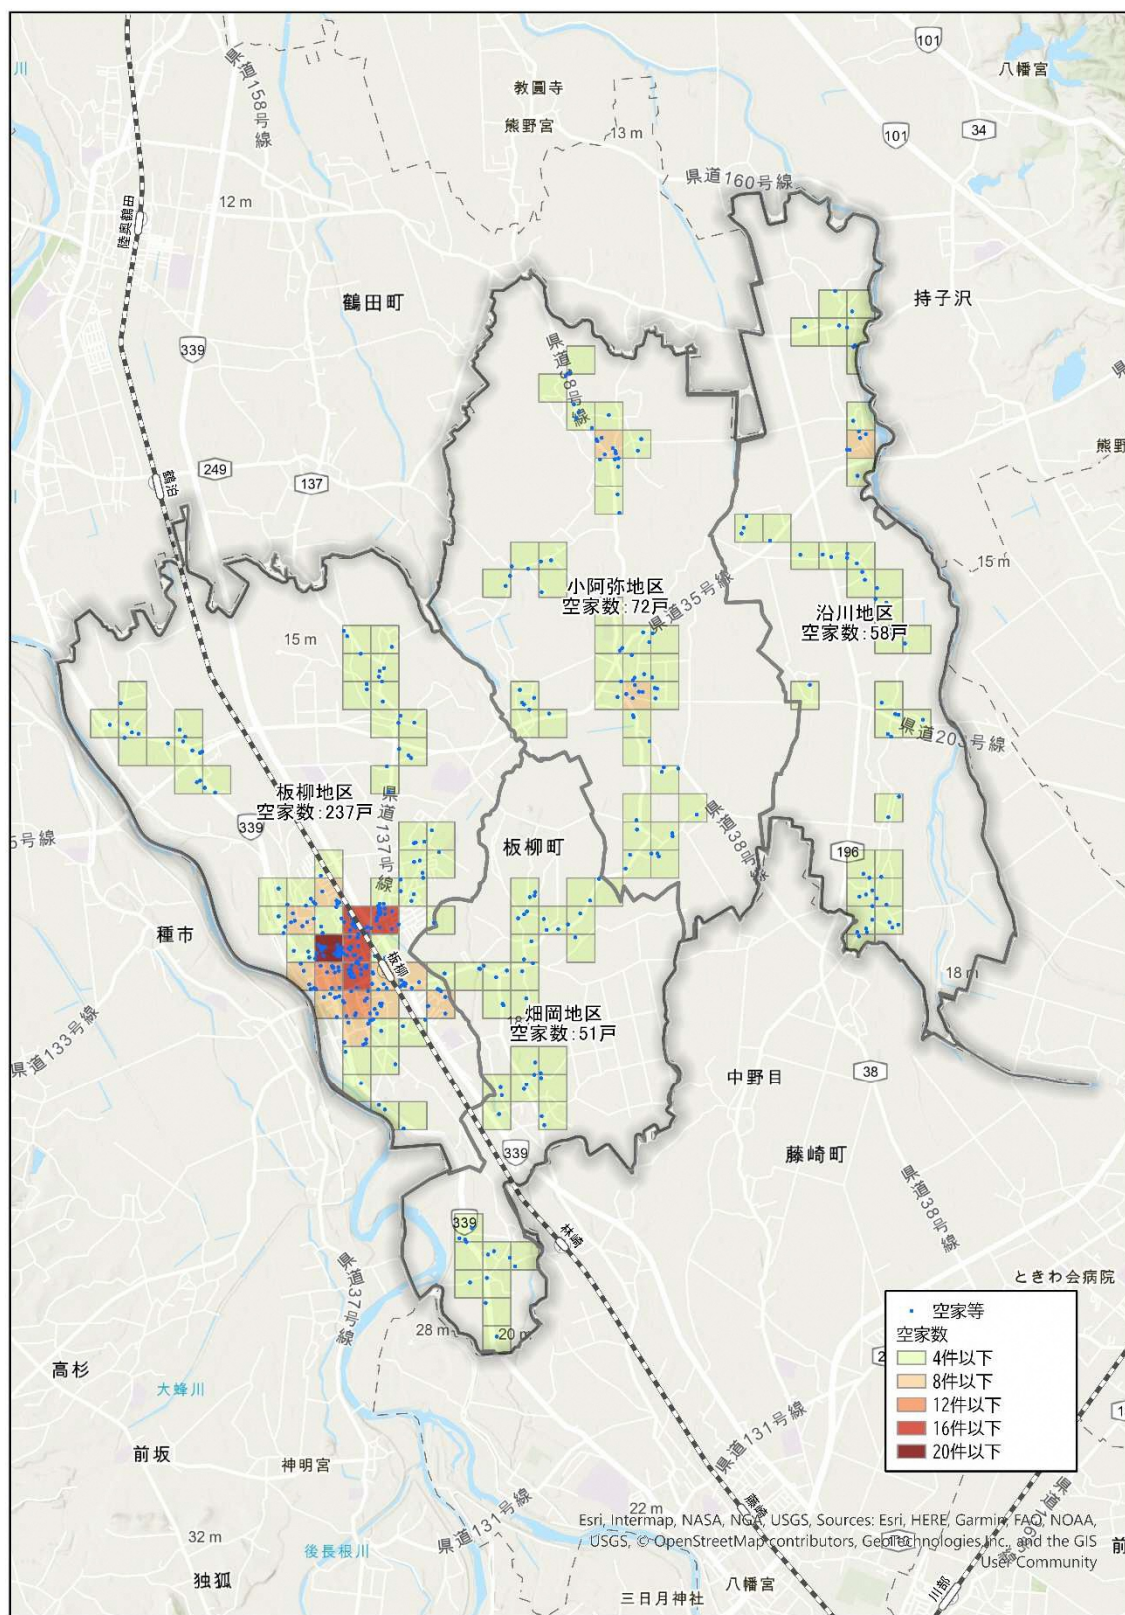 101
八幡宮
川
県道158号線
教圓寺
熊野宮
13 m
101
34
県道160号線
12 m
陸奥鶴田
鶴田町
持子沢
339
県道38号線
熊野
249
137
鶴泊
15 m
小阿弥地区
空家数:72戸
県道35号線
沿川地区
空家数:58戸
15 m
県道203号線
板柳地区
空家数:237戸
県道137号線
339
5号線
板柳町
県道38号線
196
種市
板柳
18 m
畑岡地区
空家数:51戸
県道133号線
中野目
38
339
藤崎町
県道38号線
339
林崎
ときわ会病院
県道37号線
28 m
20 m
空家等
空家数
4件以下
8件以下
12件以下
16件以下
20件以下
高杉
大蜂川
前坂
神明宮
県道131号線
県道131号線
藤崎
22 m
32 m
後長根川
独狐
Esri, Intermap, NASA, NGA, USGS, Sources: Esri, HERE, Garmin, FAO, NOAA,
USGS, © OpenStreetMap contributors, GeoTechnologies Inc., and the GIS
User Community
前
川部
八幡宮
三日月神社